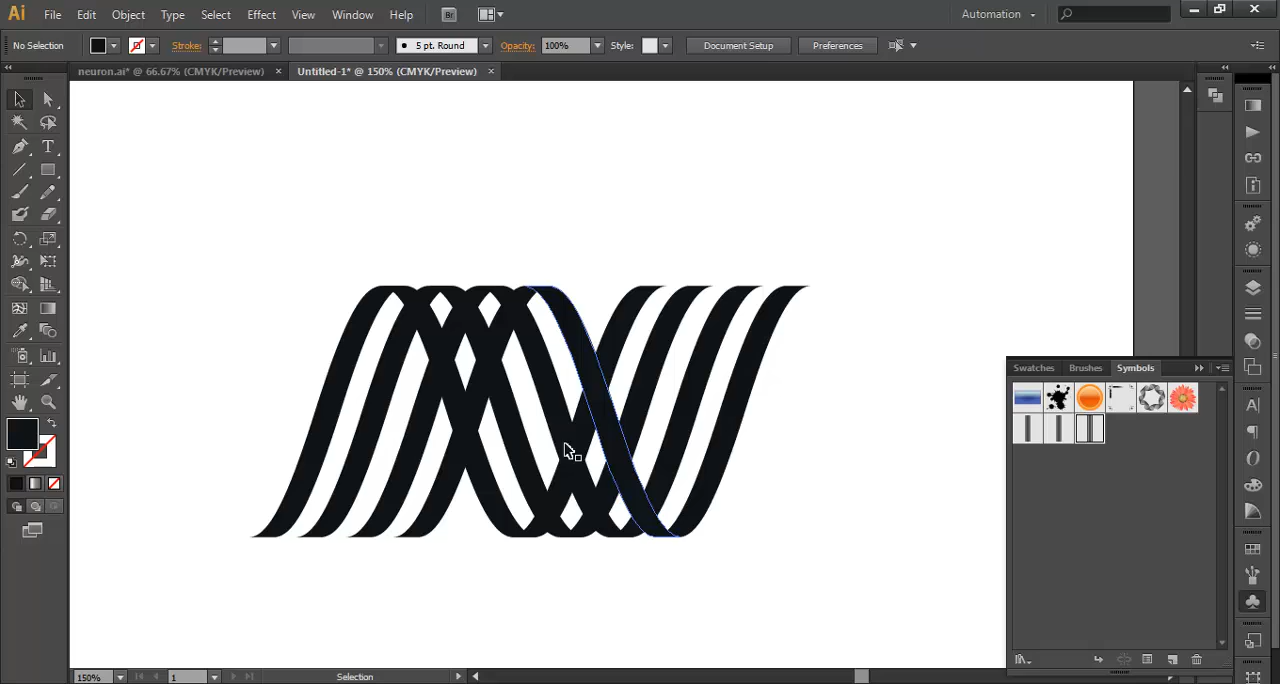 Ai File Edit Object Type Select Effect View Window Help Br Automation
No Selection Stroke: 5 pt. Round Opacity: 100% Style: Document Setup Preferences
neuron.ai* @ 66.67% (CMYK/Preview) × Untitled-1* @ 150% (CMYK/Preview) ×
Swatches Brushes Symbols
150% 1 Selection